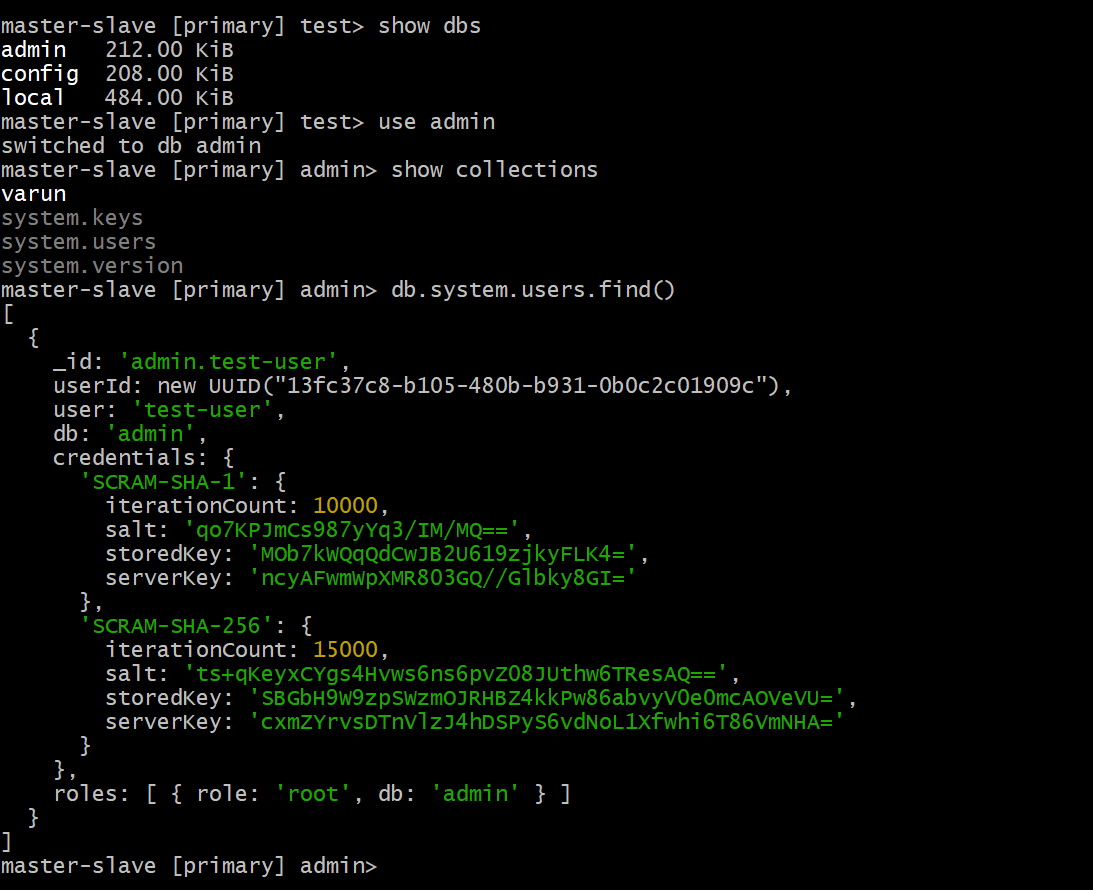 master-slave [primary] test> show dbs
admin   212.00 KiB
config  208.00 KiB
local   484.00 KiB
master-slave [primary] test> use admin
switched to db admin
master-slave [primary] admin> show collections
varun
system.keys
system.users
system.version
master-slave [primary] admin> db.system.users.find()
[
  {
    _id: 'admin.test-user',
    userId: new UUID("13fc37c8-b105-480b-b931-0b0c2c01909c"),
    user: 'test-user',
    db: 'admin',
    credentials: {
      'SCRAM-SHA-1': {
        iterationCount: 10000,
        salt: 'qo7KPJmCs987yYq3/IM/MQ==',
        storedKey: 'MOb7kWQqQdCwJB2U619zjkyFLK4=',
        serverKey: 'ncyAFwmWpXMR8O3GQ//Glbky8GI='
      },
      'SCRAM-SHA-256': {
        iterationCount: 15000,
        salt: 'ts+qKeyxCYgs4Hvws6ns6pvZO8JUthw6TResAQ==',
        storedKey: 'SBGbH9W9zpSWzmOJRHBZ4kkPw86abvyV0e0mcAOVeVU=',
        serverKey: 'cxmZYrvsDTnVlzJ4hDSPyS6vdNoL1Xfwhi6T86VmNHA='
      }
    },
    roles: [ { role: 'root', db: 'admin' } ]
  }
]
master-slave [primary] admin>